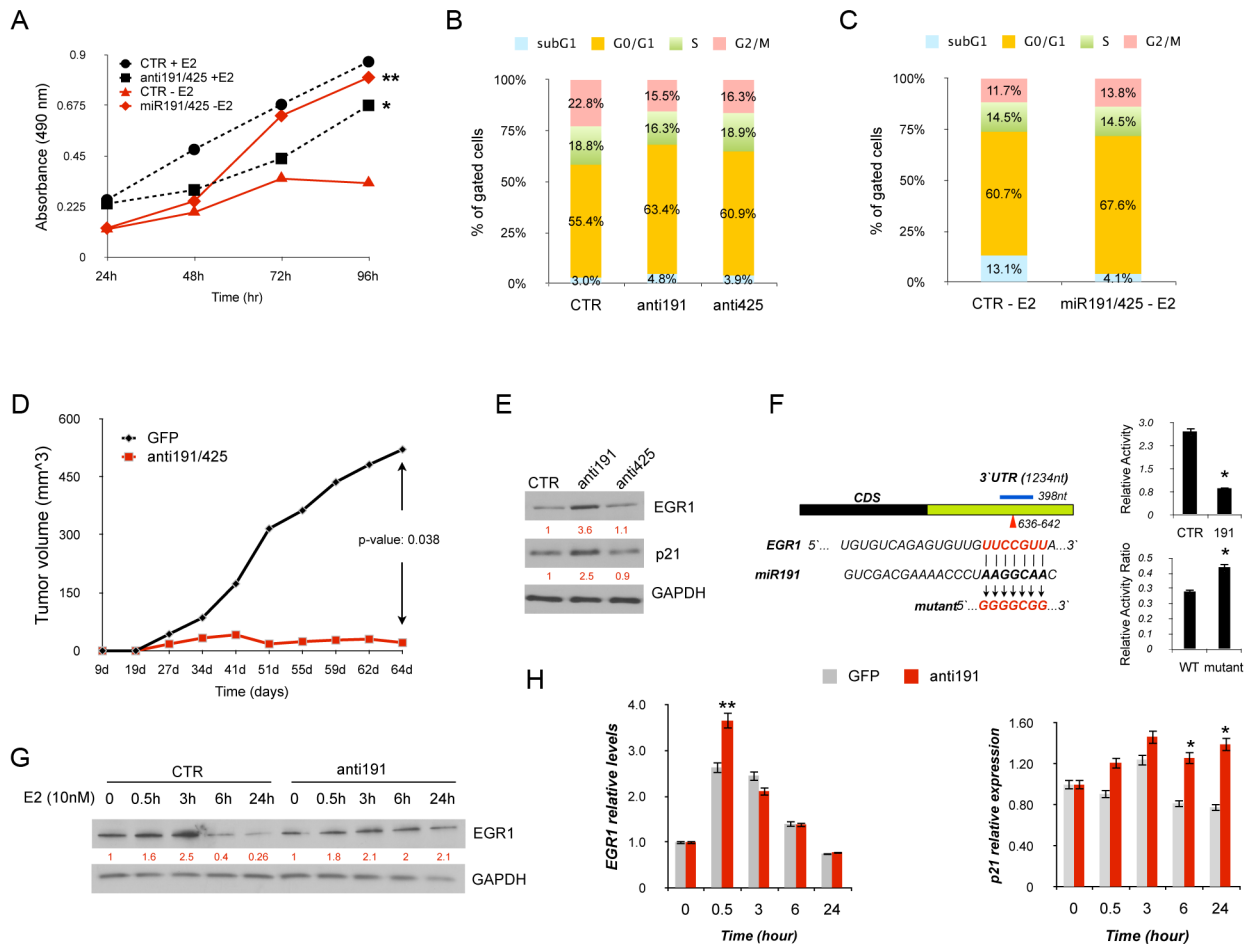 A
CTR + E2
anti191/425 +E2
CTR - E2
miR191/425 -E2
Absorbance (490 nm)
0.9
0.675
0.45
0.225
0
**
*
24h 48h 72h 96h
Time (hr)
B
subG1 G0/G1 S G2/M
% of gated cells
100%
75%
50%
25%
0%
22.8% 15.5% 16.3%
18.8% 16.3% 18.9%
55.4% 63.4% 60.9%
3.0% 4.8% 3.9%
CTR anti191 anti425
C
subG1 G0/G1 S G2/M
% of gated cells
100%
75%
50%
25%
0%
11.7% 13.8%
14.5% 14.5%
60.7% 67.6%
13.1% 4.1%
CTR - E2 miR191/425 - E2
D
GFP
anti191/425
Tumor volume (mm^3)
600
450
300
150
0
p-value: 0.038
9d 19d 27d 34d 41d 51d 55d 59d 62d 64d
Time (days)
E
CTR anti191 anti425
EGR1
1 3.6 1.1
p21
1 2.5 0.9
GAPDH
F
3`UTR (1234nt)
CDS 398nt
636-642
EGR1 5`... UGUGUCAGAGUGUUGUUCCGUUA...3`
miR191 GUCGACGAAAACCCUAAGGCAAC
mutant5`...GGGGCGG...3`
Relative Activity
3.0
2.3
1.5
0.8
0
*
CTR 191
Relative Activity Ratio
0.5
0.4
0.3
0.2
0.1
0
*
WT mutant
G
CTR anti191
E2 (10nM) 0 0.5h 3h 6h 24h 0 0.5h 3h 6h 24h
EGR1
1 1.6 2.5 0.4 0.26 1 1.8 2.1 2 2.1
GAPDH
H
GFP anti191
EGR1 relative levels
4.0
3.0
2.0
1.0
0
**
0 0.5 3 6 24
Time (hour)
p21 relative expression
1.60
1.20
0.80
0.40
0
* *
0 0.5 3 6 24
Time (hour)